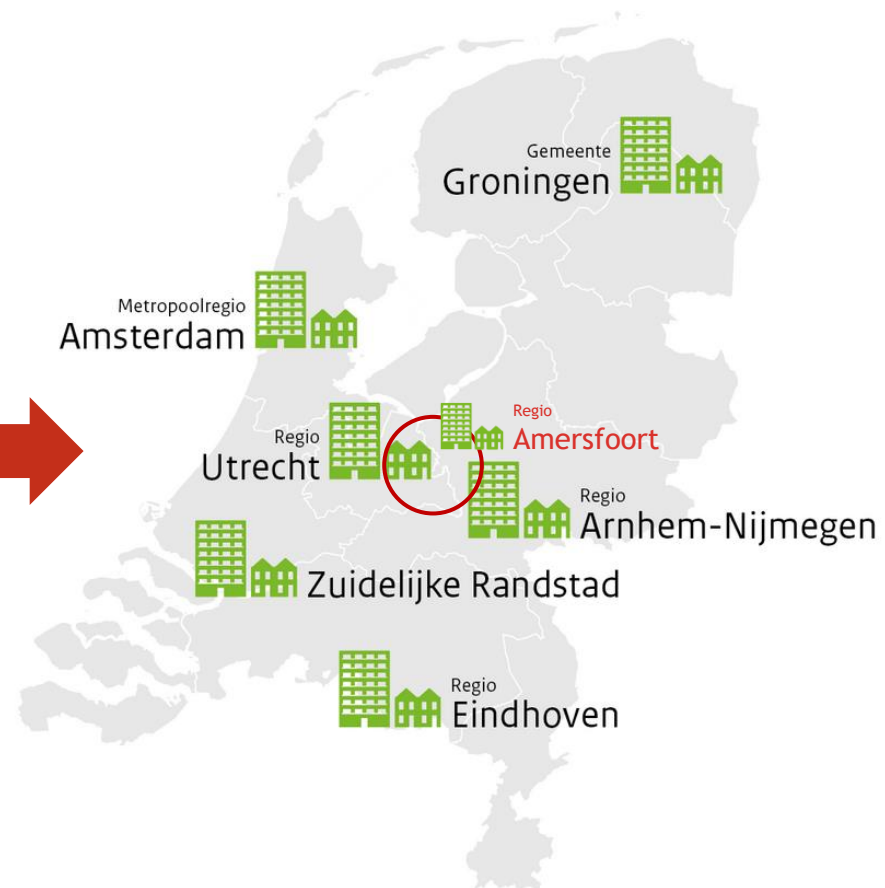 Gemeente
Groningen
Metropoolregio
Amsterdam
Regio
Amersfoort
Regio
Utrecht
Regio
Arnhem-Nijmegen
Zuidelijke Randstad
Regio
Eindhoven